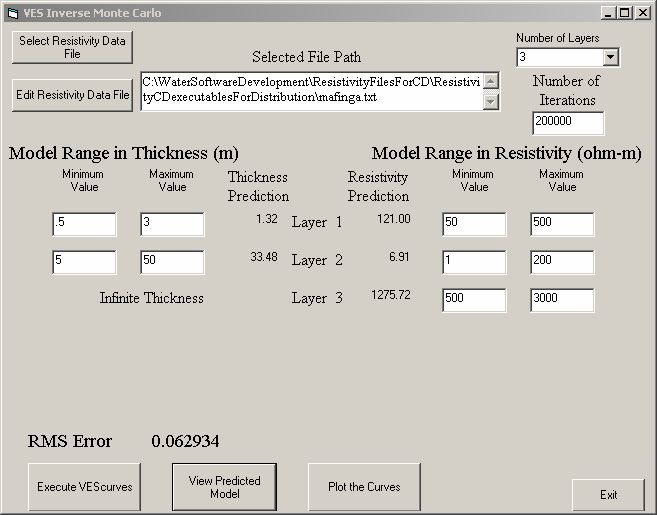 VES Inverse Monte Carlo
Select Resistivity Data
File
Selected File Path
Number of Layers
3
Edit Resistivity Data File
C:\WaterSoftwareDevelopment\ResistivityFilesForCD\Resistivi
tyCDexecutablesForDistribution\mafinga.txt
Number of
Iterations
200000
Model Range in Thickness (m)
Model Range in Resistivity (ohm-m)
Minimum
Value
Maximum
Value
Thickness
Prediction
Resistivity
Prediction
Minimum
Value
Maximum
Value
.5
3
1.32
Layer 1
121.00
50
500
5
50
33.48
Layer 2
6.91
1
200
Infinite Thickness
Layer 3
1275.72
500
3000
RMS Error
0.062934
Execute VEScurves
View Predicted
Model
Plot the Curves
Exit